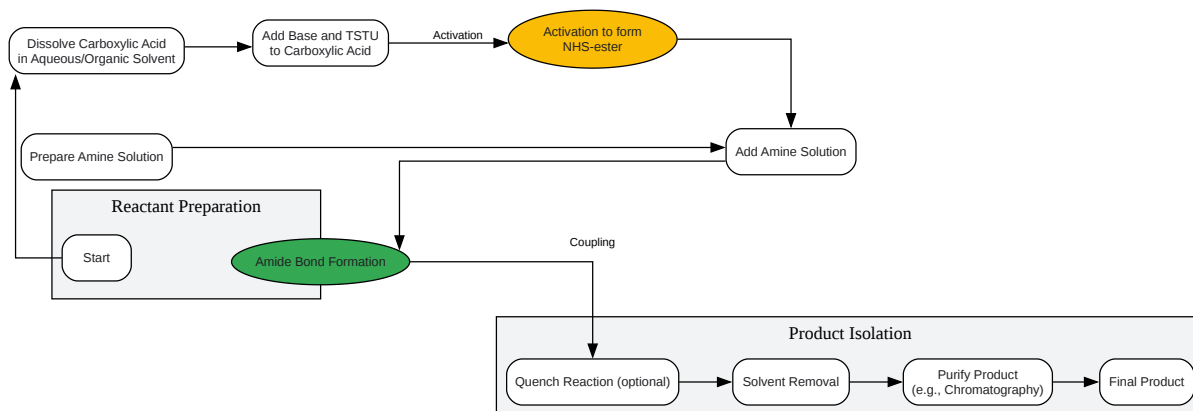 Dissolve Carboxylic Acid
in Aqueous/Organic Solvent
Add Base and TSTU
to Carboxylic Acid
Activation
Activation to form
NHS-ester
Prepare Amine Solution
Add Amine Solution
Reactant Preparation
Start
Amide Bond Formation
Coupling
Product Isolation
Quench Reaction (optional)
Solvent Removal
Purify Product
(e.g., Chromatography)
Final Product